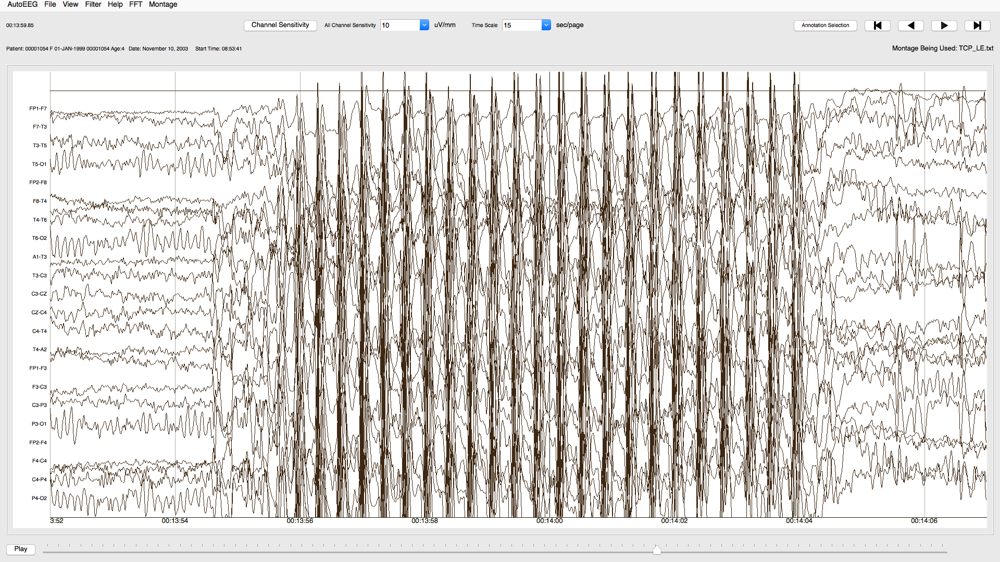 AutoEEG File View Filter Help FFT Montage
00:13:59.85 Channel Sensitivity All Channel Sensitivity 10 uV/mm Time Scale 15 sec/page Annotation Selection
Patient: 00001054 F 01-JAN-1999 00001054 Age:4 Date: November 10, 2003 Start Time: 08:53:41 Montage Being Used: TCP_LE.txt
FP1-F7
F7-T3
T3-T5
T5-O1
FP2-F8
F8-T4
T4-T6
T6-O2
A1-T3
T3-C3
C3-CZ
CZ-C4
C4-T4
T4-A2
FP1-F3
F3-C3
C3-P3
P3-O1
FP2-F4
F4-C4
C4-P4
P4-O2
3:52 00:13:54 00:13:56 00:13:58 00:14:00 00:14:02 00:14:04 00:14:06
Play